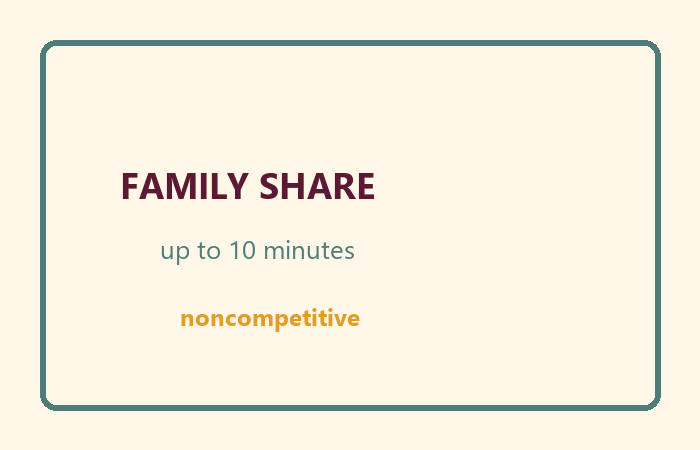 FAMILY SHARE
up to 10 minutes
noncompetitive